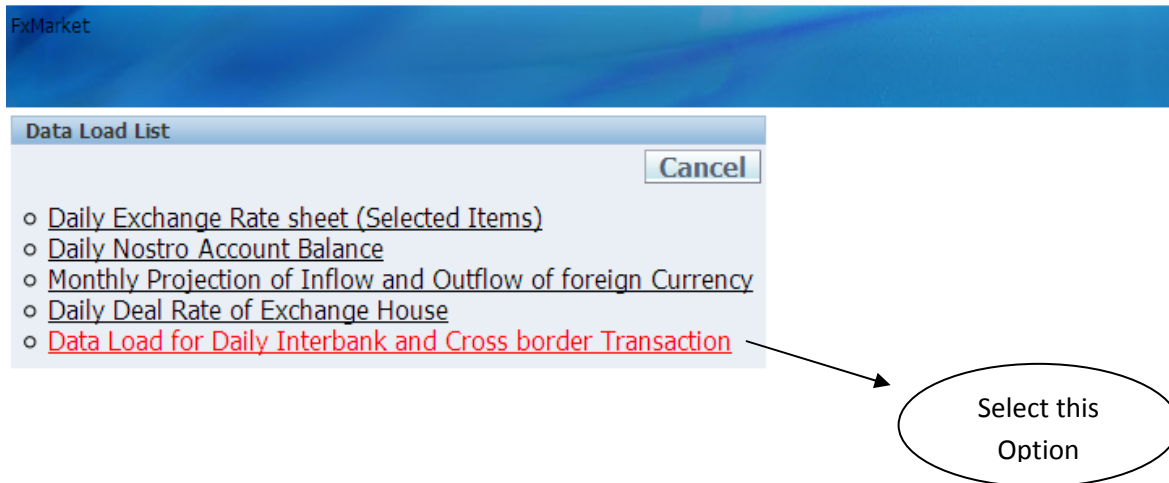 FxMarket
Data Load List
Cancel
Daily Exchange Rate sheet (Selected Items)
Daily Nostro Account Balance
Monthly Projection of Inflow and Outflow of foreign Currency
Daily Deal Rate of Exchange House
Data Load for Daily Interbank and Cross border Transaction
Select this
Option